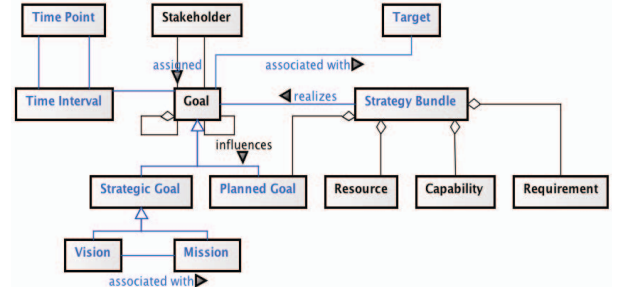 Time Point
Stakeholder
Target
assigned
associated with
Time Interval
Goal
realizes
Strategy Bundle
influences
Strategic Goal
Planned Goal
Resource
Capability
Requirement
Vision
Mission
associated with